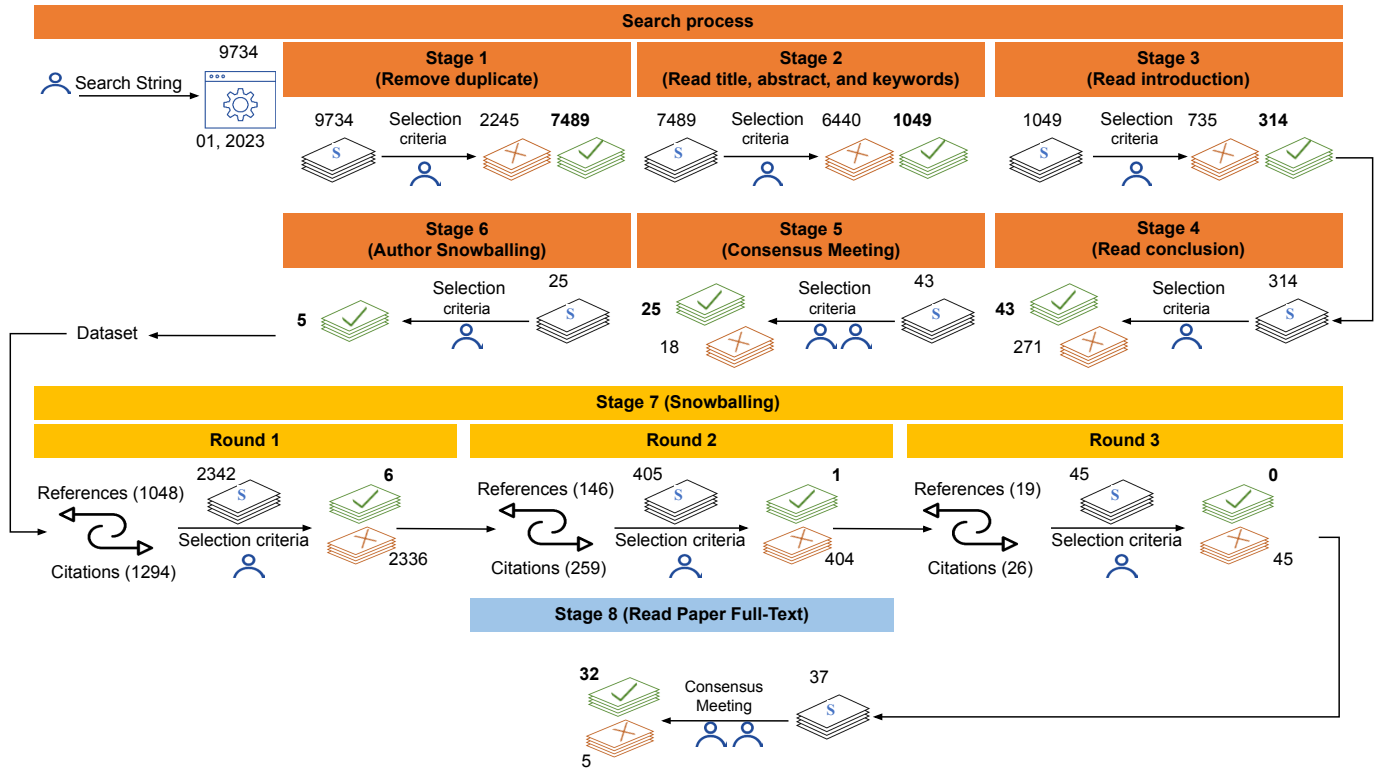 Search process
9734
Search String
01, 2023
Stage 1
(Remove duplicate)
9734
Selection
criteria
2245
7489
S
Stage 2
(Read title, abstract, and keywords)
7489
Selection
criteria
6440
1049
S
Stage 3
(Read introduction)
1049
Selection
criteria
735
314
S
Stage 4
(Read conclusion)
314
Selection
criteria
43
271
S
Stage 5
(Consensus Meeting)
43
Selection
criteria
25
18
S
Stage 6
(Author Snowballing)
25
Selection
criteria
5
S
Dataset
Stage 7 (Snowballing)
Round 1
References (1048)
Citations (1294)
2342
S
Selection criteria
6
2336
Round 2
References (146)
Citations (259)
405
S
Selection criteria
1
404
Round 3
References (19)
Citations (26)
45
S
Selection criteria
0
45
Stage 8 (Read Paper Full-Text)
37
S
Consensus
Meeting
32
5